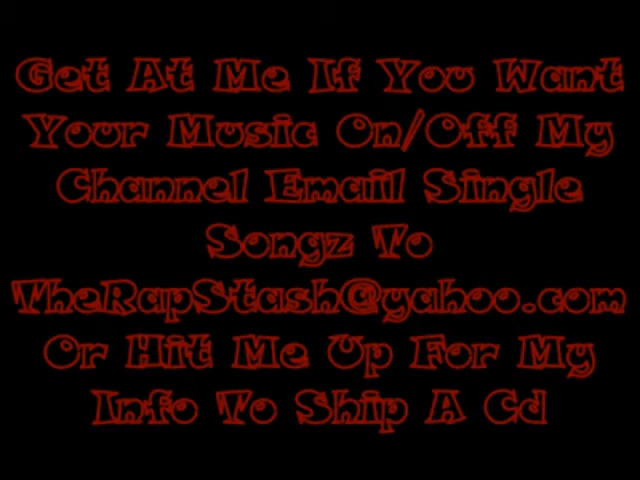 Get At Me If You Want
Your Music On/Off My
Channel Email Single
Songz To
TheRapStash@yahoo.com
Or Hit Me Up For My
Info To Ship A Cd